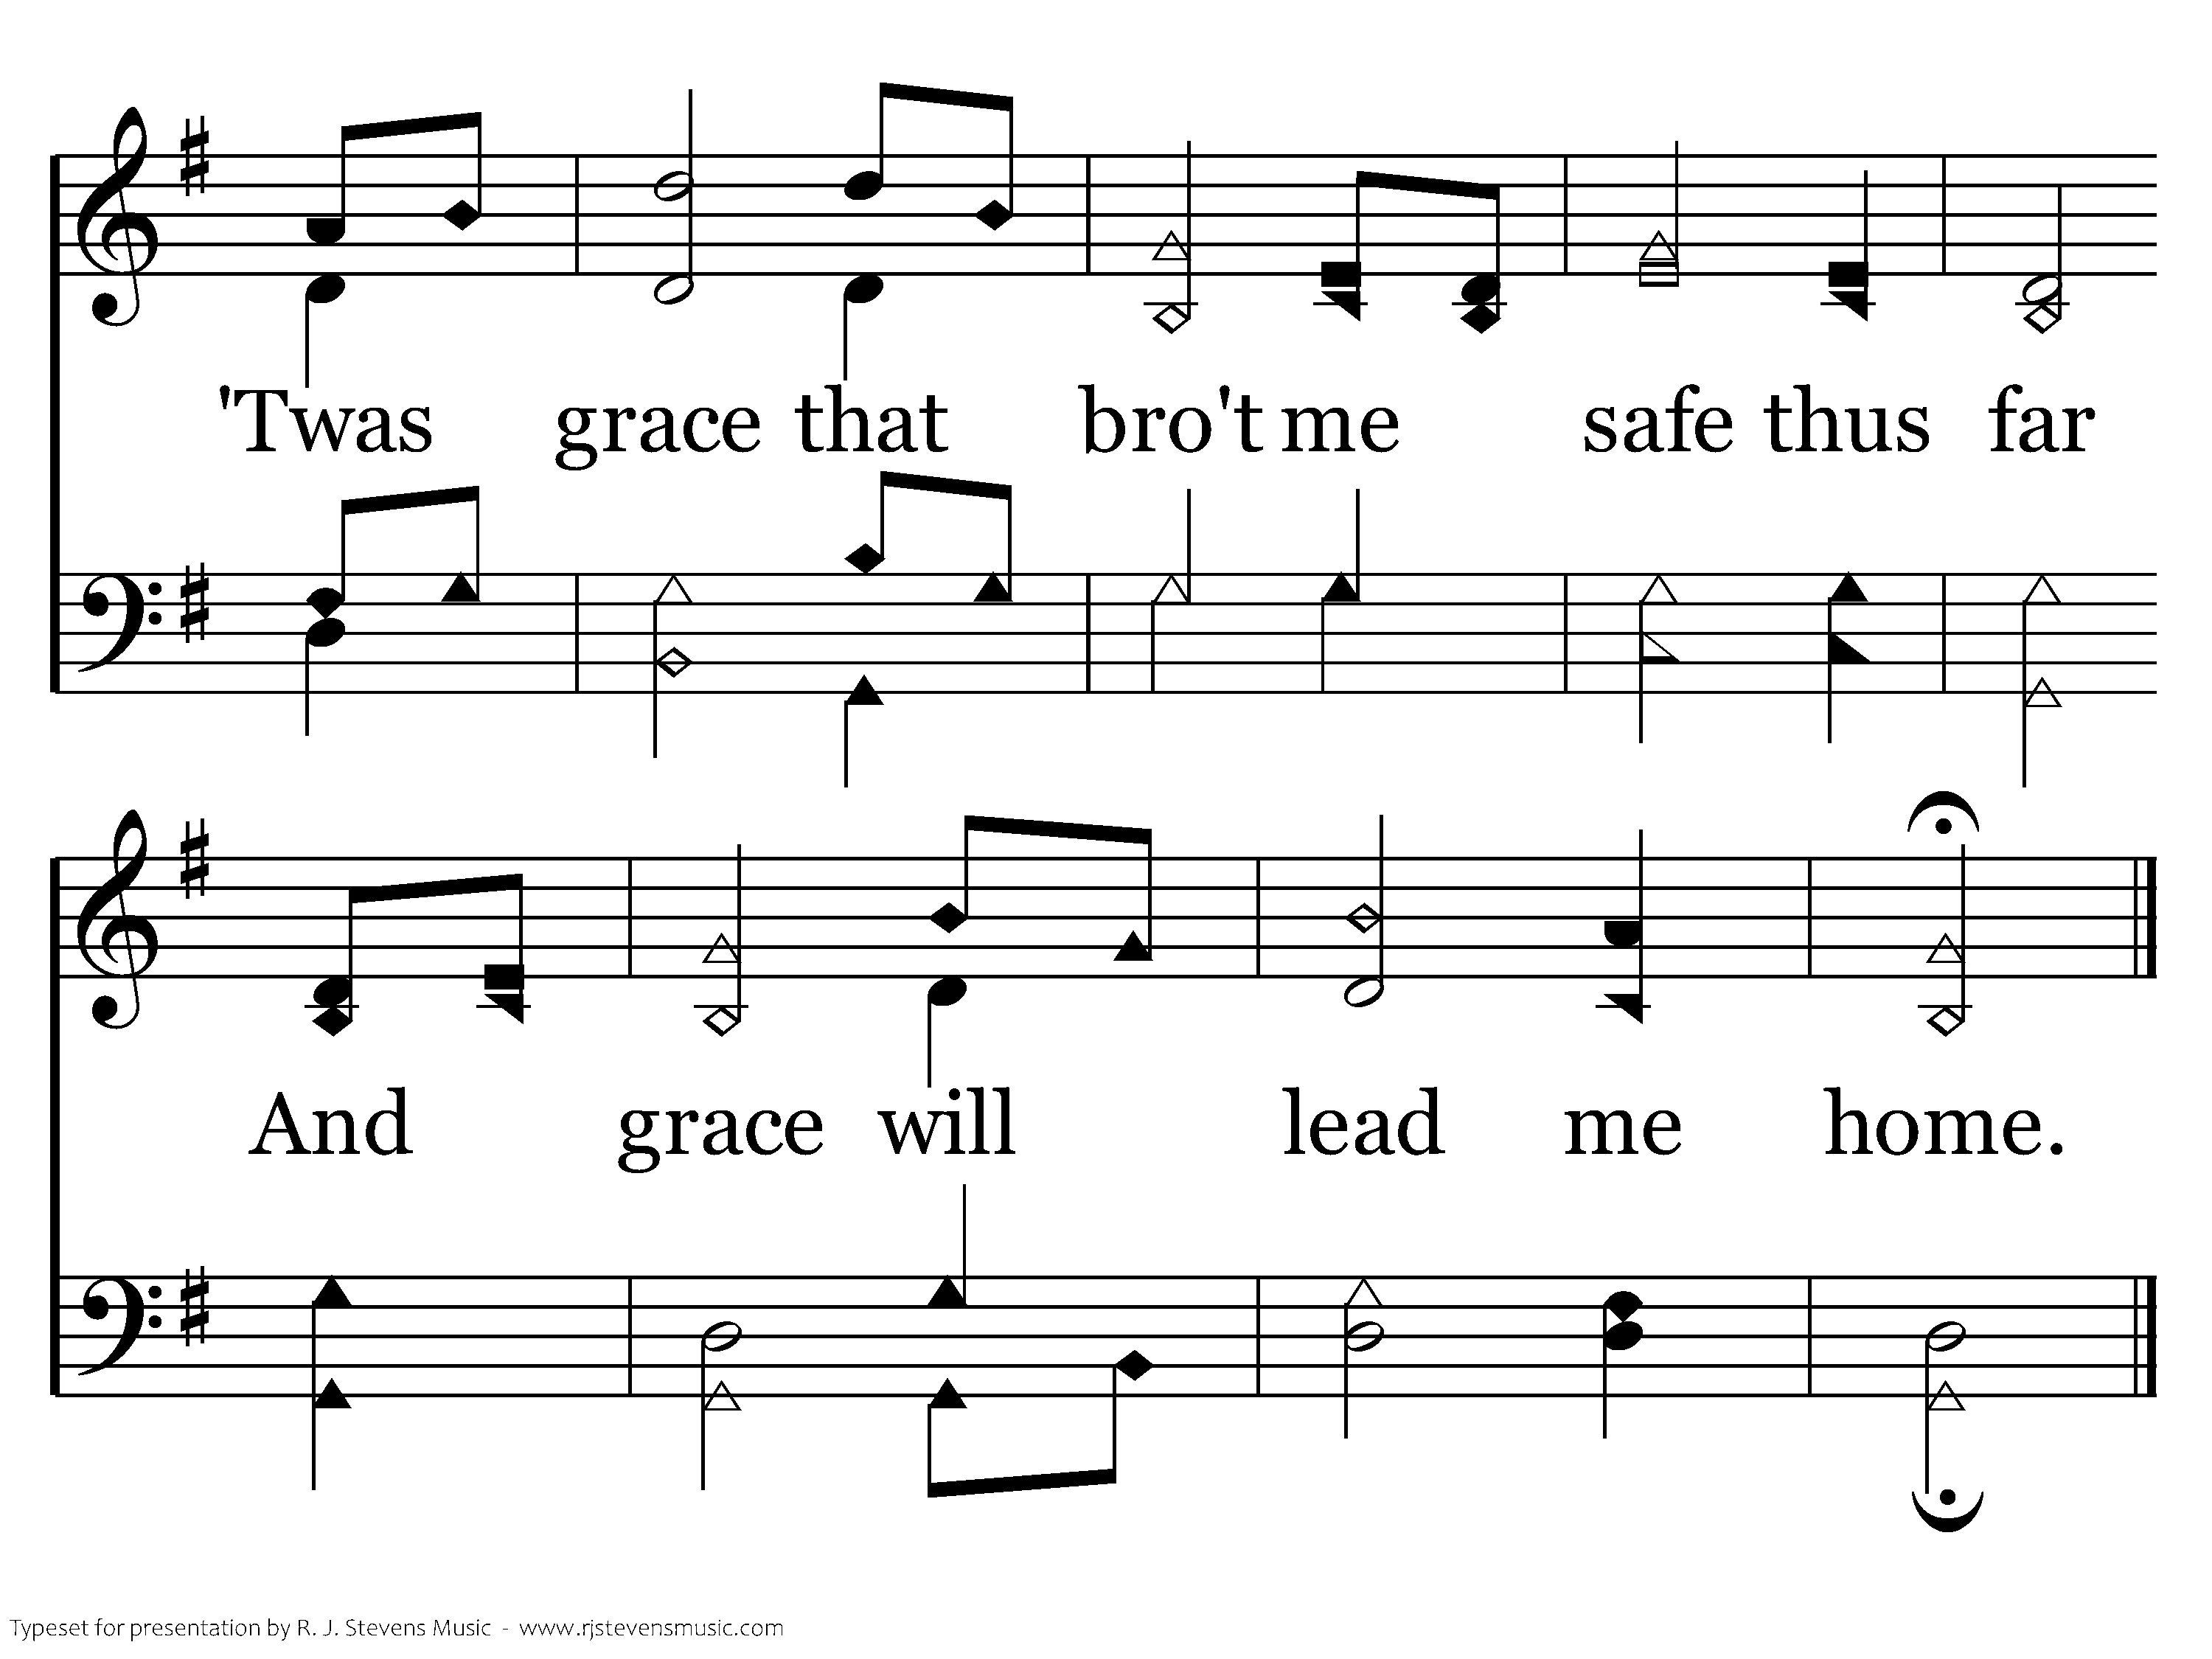 'Twas grace that bro't me safe thus far
And grace will lead me home.
Typeset for presentation by R. J. Stevens Music - www.rjstevensmusic.com